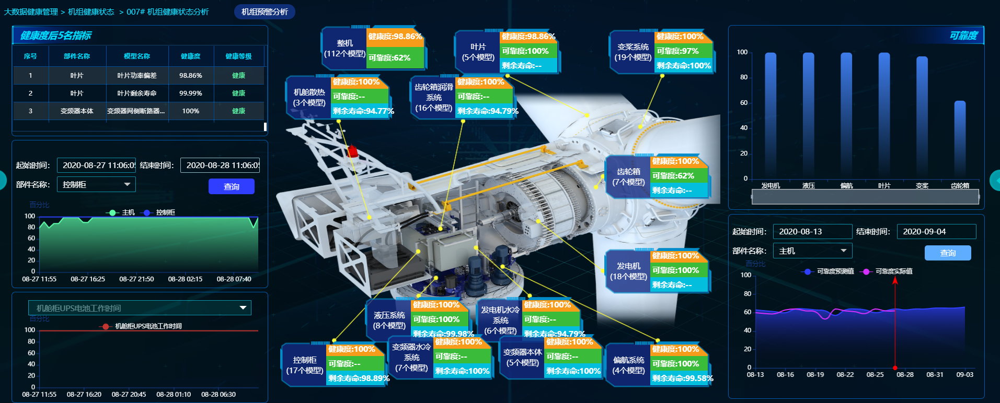 大数据健康管理 > 机组健康状态 > 007# 机组健康状态分析
机组预警分析
健康度后5名指标
序号 部件名称 模型名称 健康度 健康等级
1 叶片 叶片功率偏差 98.86% 健康
2 叶片 叶片剩余寿命 99.99% 健康
3 变频器本体 变频器网侧断路器... 100% 健康
起始时间: 2020-08-27 11:06:05 结束时间: 2020-08-28 11:06:05
部件名称: 控制柜
查询
百分比
主机 控制柜
100
80
60
40
20
0
08-27 11:55 08-27 16:25 08-27 21:50 08-28 02:15 08-28 07:40
机舱柜UPS电池工作时间
百分比
机舱柜UPS电池工作时间
100
80
60
40
20
0
08-27 11:55 08-27 16:20 08-27 20:45 08-28 01:10 08-28 06:30
整机
(112个模型)
健康度:98.86%
可靠度:62%
叶片
(5个模型)
健康度:98.86%
可靠度:100%
剩余寿命:--
变桨系统
(19个模型)
健康度:100%
可靠度:97%
剩余寿命:100%
机舱散热
(3个模型)
健康度:100%
可靠度:--
剩余寿命:94.77%
齿轮箱润滑
系统
(16个模型)
健康度:100%
可靠度:--
剩余寿命:94.79%
齿轮箱
(7个模型)
健康度:100%
可靠度:62%
剩余寿命:--
发电机
(18个模型)
健康度:100%
可靠度:100%
剩余寿命:--
液压系统
(8个模型)
健康度:100%
可靠度:100%
剩余寿命:99.98%
发电机水冷
系统
(6个模型)
健康度:100%
可靠度:--
剩余寿命:94.79%
控制柜
(17个模型)
健康度:100%
可靠度:--
剩余寿命:98.89%
变频器水冷
系统
(7个模型)
健康度:100%
可靠度:--
剩余寿命:100%
变频器本体
(5个模型)
健康度:100%
可靠度:--
剩余寿命:100%
偏航系统
(4个模型)
健康度:100%
可靠度:100%
剩余寿命:99.58%
可靠度
100
80
60
40
20
0
发电机 液压 偏航 叶片 变桨 齿轮箱
起始时间: 2020-08-13 结束时间: 2020-09-04
部件名称: 主机
查询
百分比
可靠度预测值 可靠度实际值
100
80
60
40
20
0
08-13 08-16 08-19 08-22 08-25 08-28 08-31 09-03